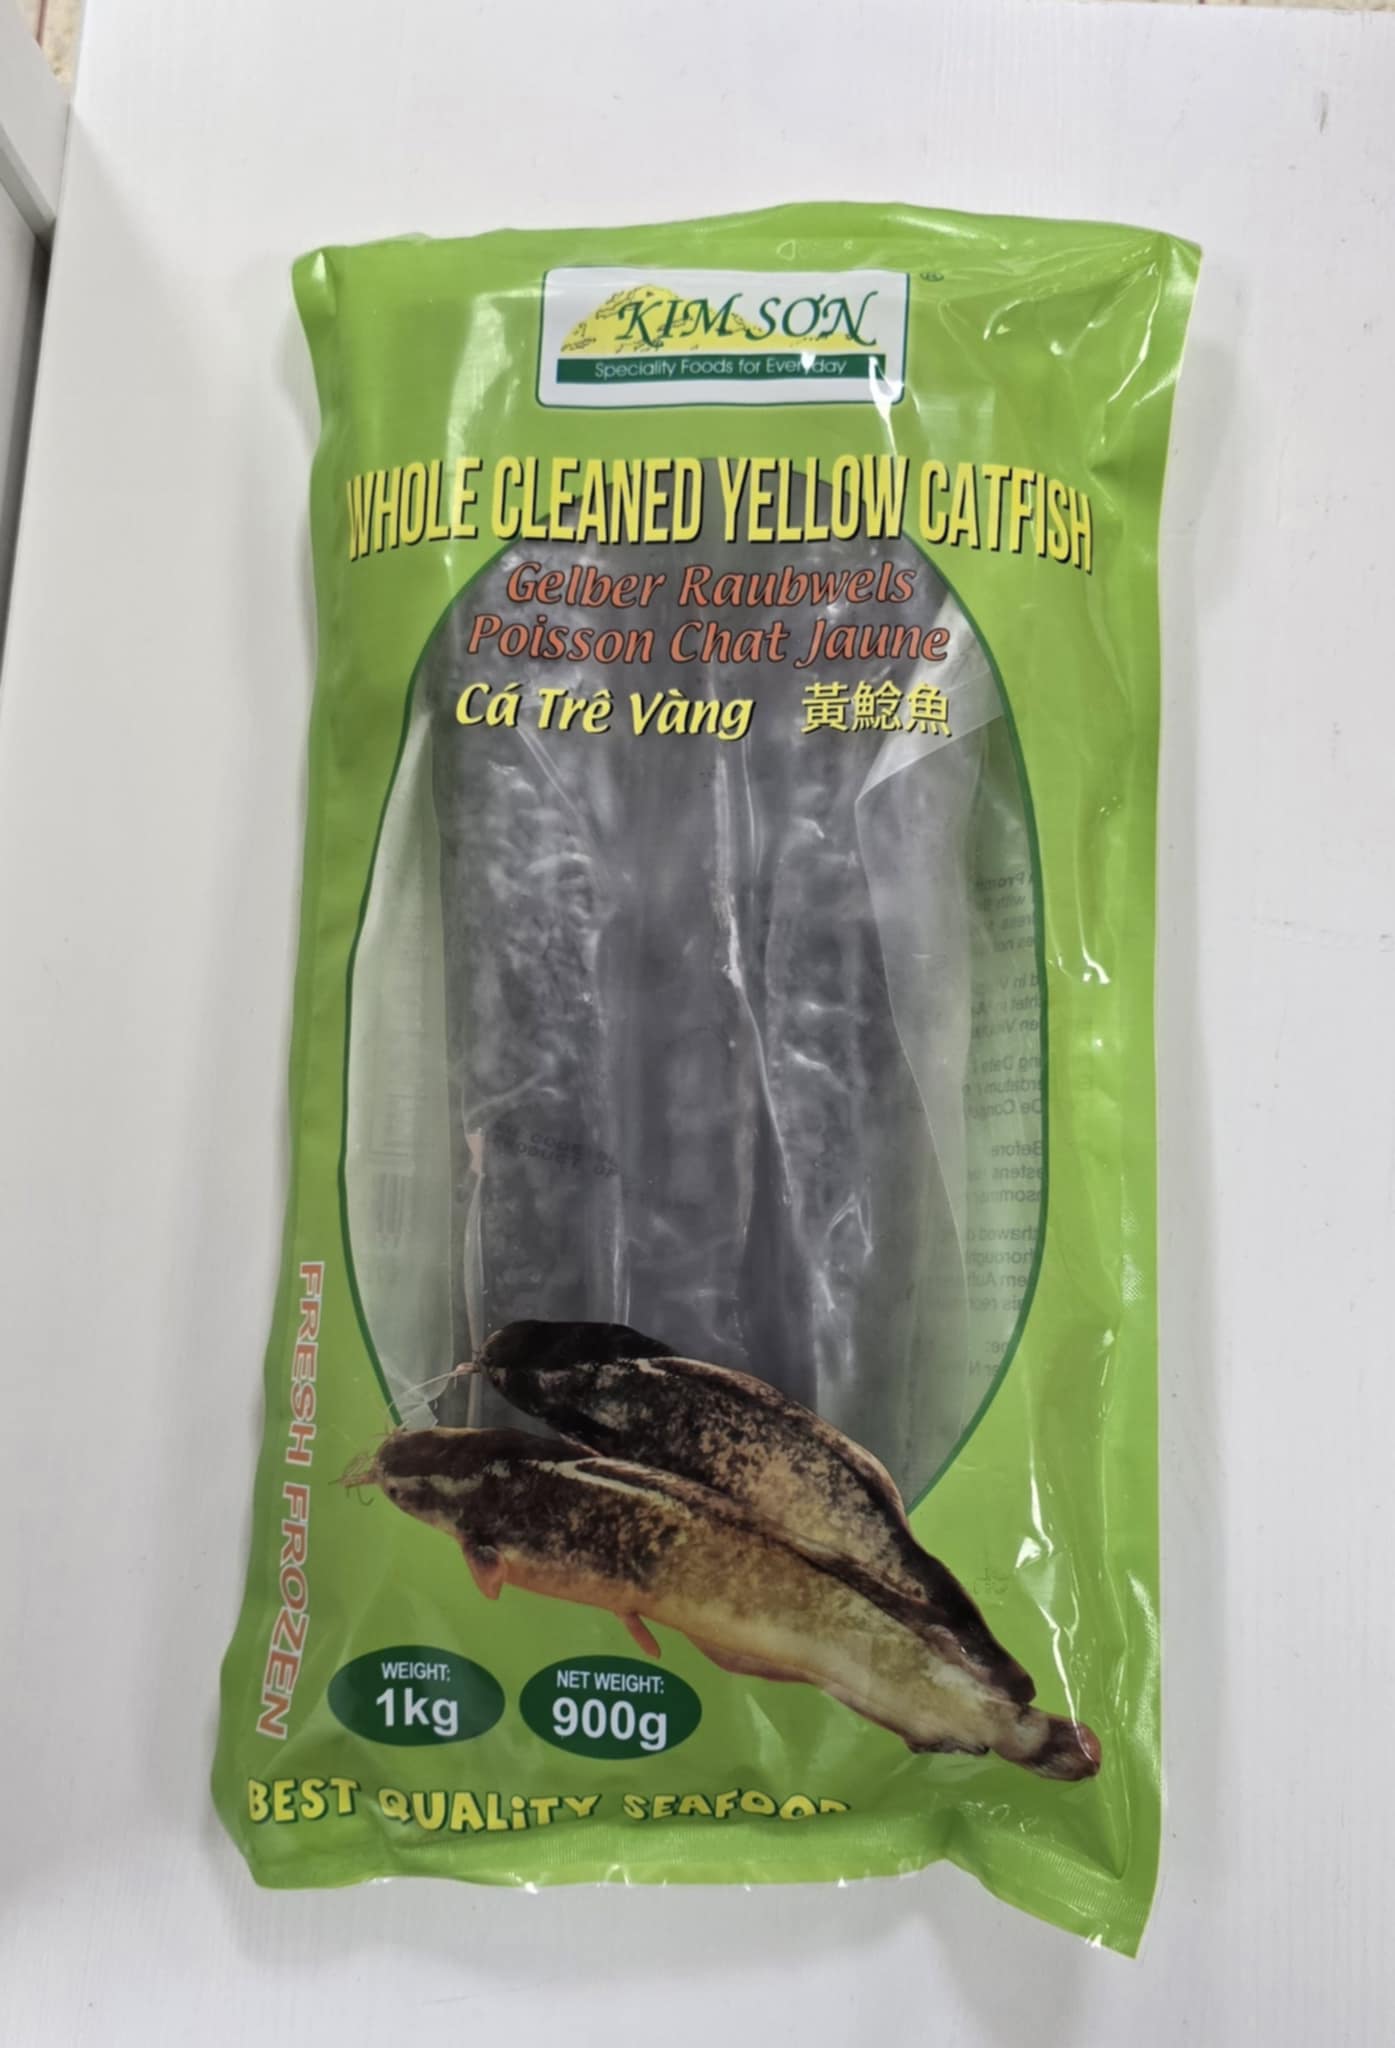 KIM SƠN
®
Speciality Foods for Everyday
WHOLE CLEANED YELLOW CATFISH
Gelber Raubwels
Poisson Chat Jaune
Cá Trê Vàng 黃鯰魚
FRESH FROZEN
WEIGHT:
1kg
NET WEIGHT:
900g
BEST QUALITY SEAFOOD